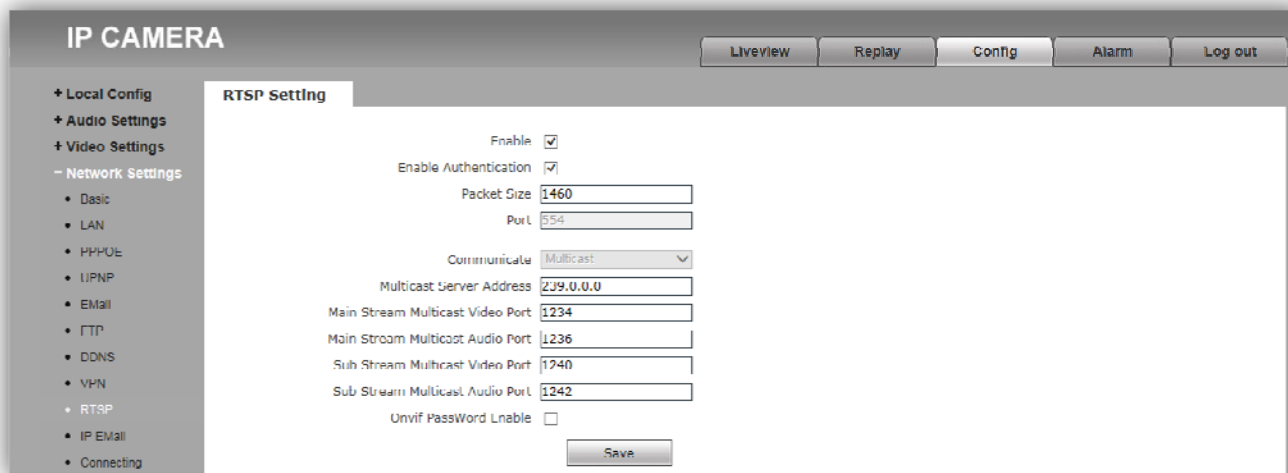 IP CAMERA
Liveview Replay Config Alarm Log out
+ Local Config
+ Audio Settings
+ Video Settings
− Network Settings
• Basic
• LAN
• PPPOE
• UPNP
• EMail
• FTP
• DDNS
• VPN
• RTSP
• IP EMail
• Connecting
RTSP Setting
Enable
Enable Authentication
Packet Size 1460
Port 554
Communicate Multicast
Multicast Server Address 239.0.0.0
Main Stream Multicast Video Port 1234
Main Stream Multicast Audio Port 1236
Sub Stream Multicast Video Port 1240
Sub Stream Multicast Audio Port 1242
Onvif PassWord Enable
Save